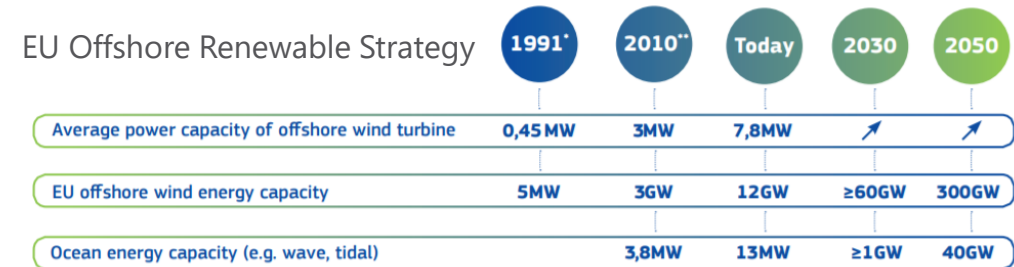 EU Offshore Renewable Strategy 1991* 2010** Today 2030 2050
Average power capacity of offshore wind turbine 0,45 MW 3MW 7,8MW
EU offshore wind energy capacity 5MW 3GW 12GW ≥60GW 300GW
Ocean energy capacity (e.g. wave, tidal) 3,8MW 13MW ≥1GW 40GW